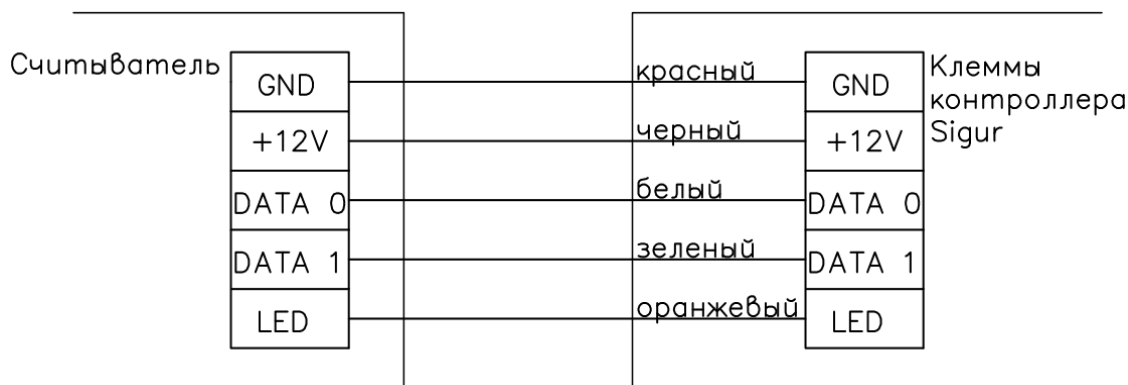 Считыватель
GND
красный
GND
Клеммы
контроллера
Sigur
+12V
черный
+12V
DATA 0
белый
DATA 0
DATA 1
зеленый
DATA 1
LED
оранжевый
LED